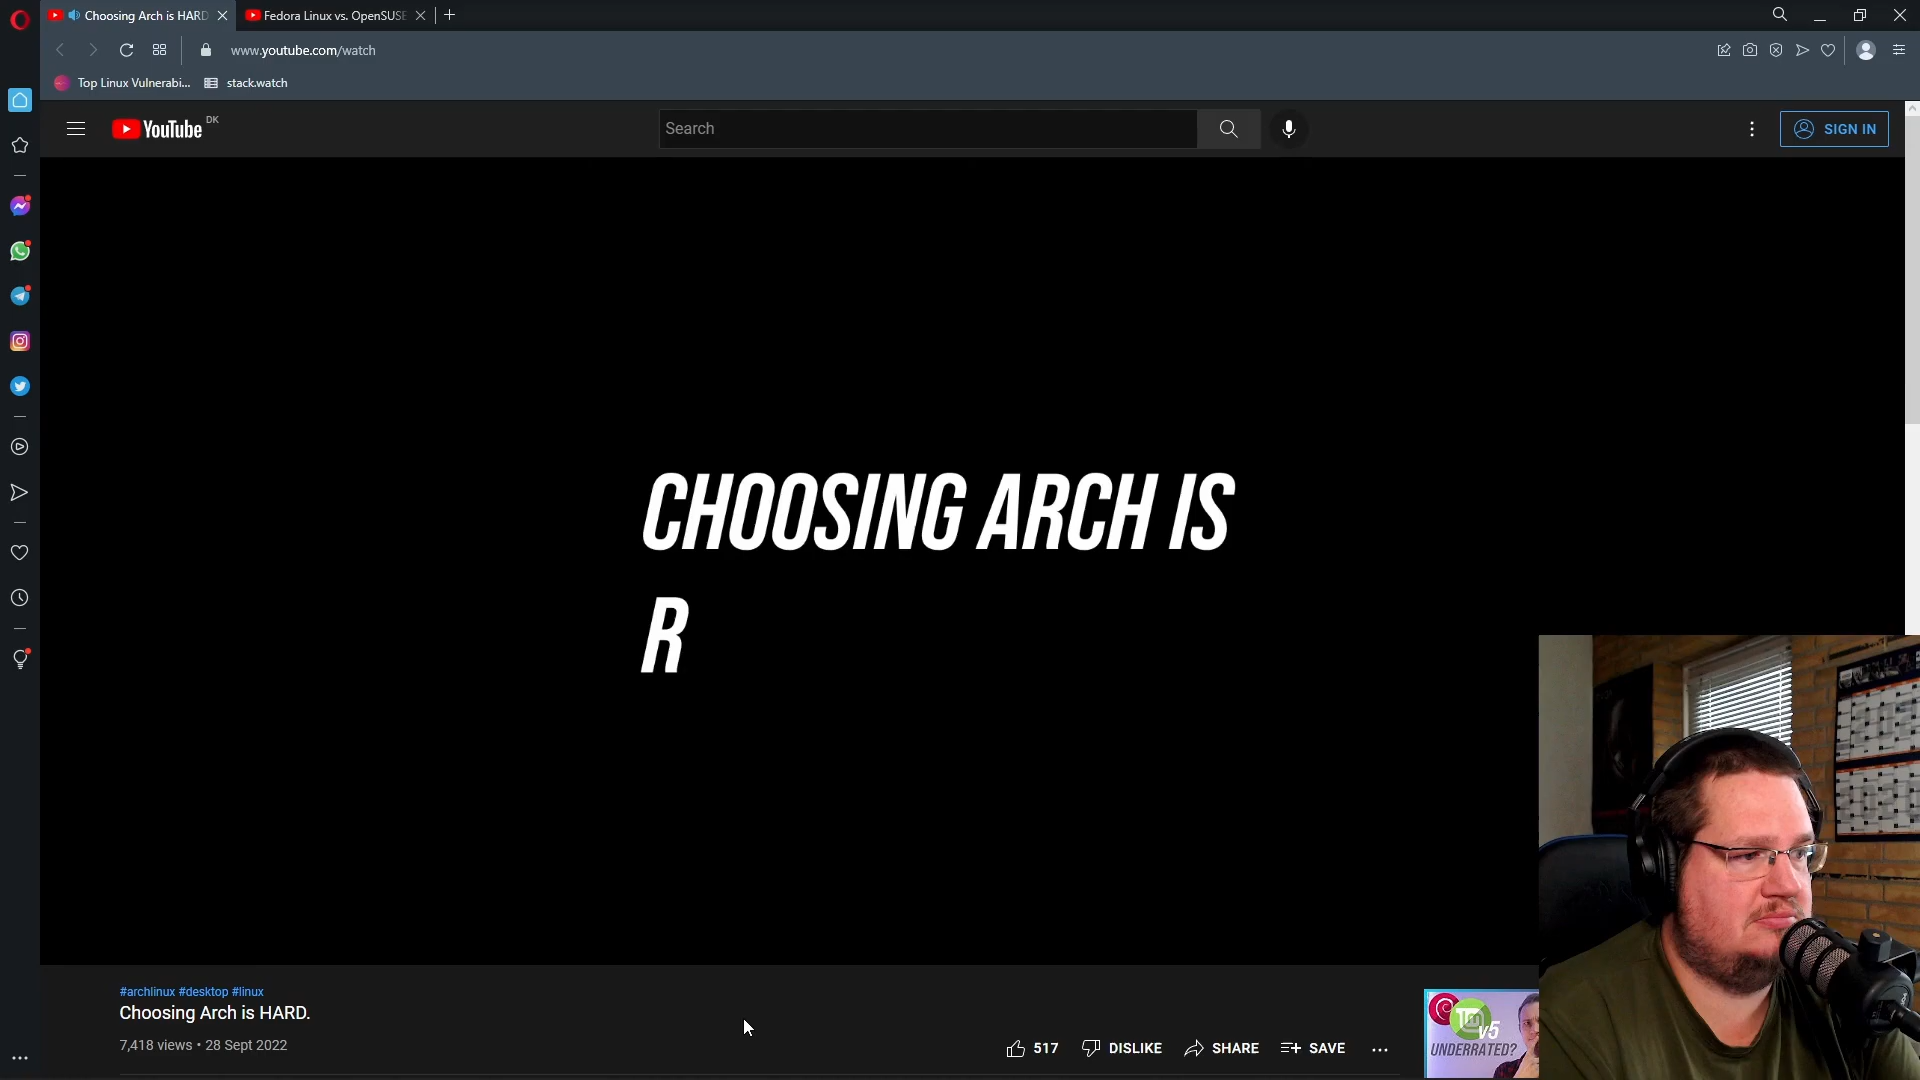 Choosing Arch is HARD
Fedora Linux vs. OpenSUSE
www.youtube.com/watch
Top Linux Vulnerabi...
stack.watch
YouTube DK
Search
SIGN IN
CHOOSING ARCH IS
R
#archlinux #desktop #linux
Choosing Arch is HARD.
7,418 views • 28 Sept 2022
517
DISLIKE
SHARE
SAVE
v5
UNDERRATED?